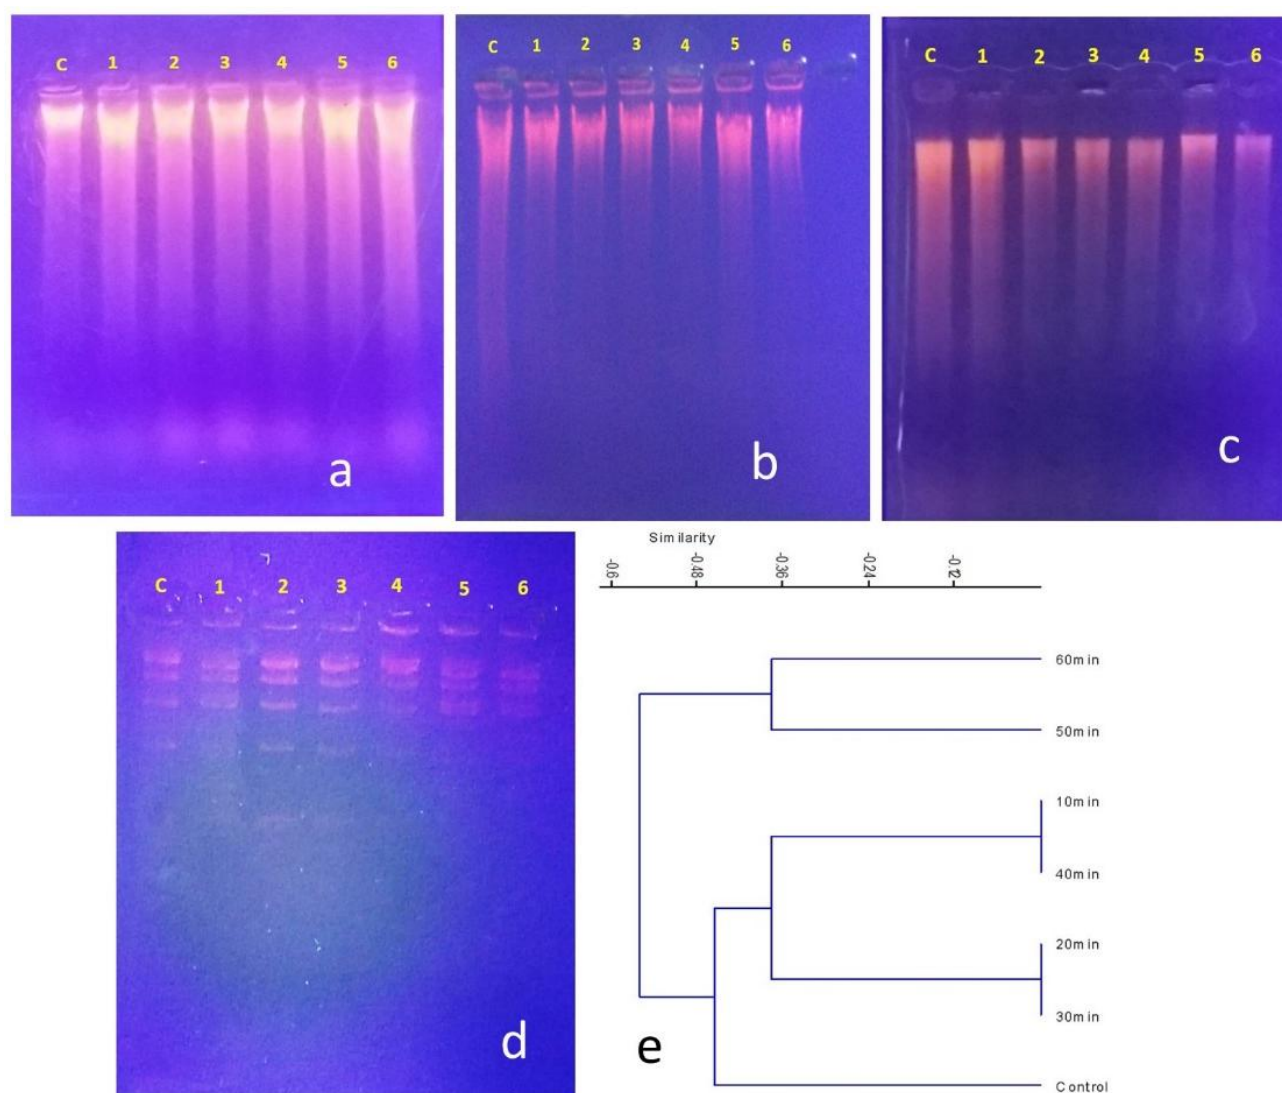 C 1 2 3 4 5 6
a
C 1 2 3 4 5 6
b
C 1 2 3 4 5 6
c
C 1 2 3 4 5 6
d
Similarity
-0.6 -0.48 -0.36 -0.24 -0.12
60min
50min
10min
40min
20min
30min
Control
e